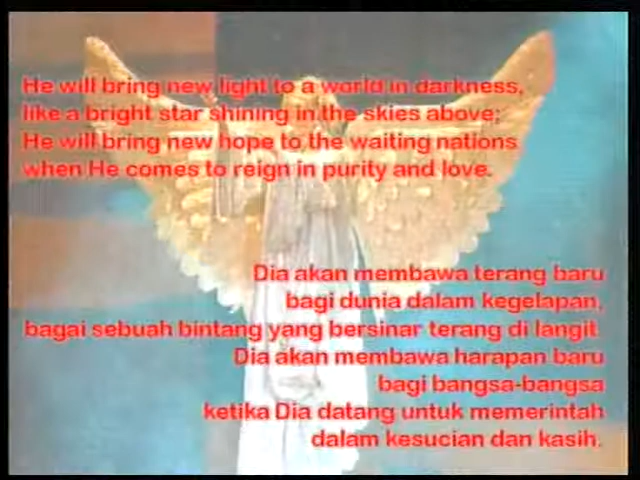 He will bring new light to a world in darkness,
like a bright star shining in the skies above;
He will bring new hope to the waiting nations
when He comes to reign in purity and love.
Dia akan membawa terang baru
bagi dunia dalam kegelapan,
bagai sebuah bintang yang bersinar terang di langit.
Dia akan membawa harapan baru
bagi bangsa-bangsa
ketika Dia datang untuk memerintah
dalam kesucian dan kasih.